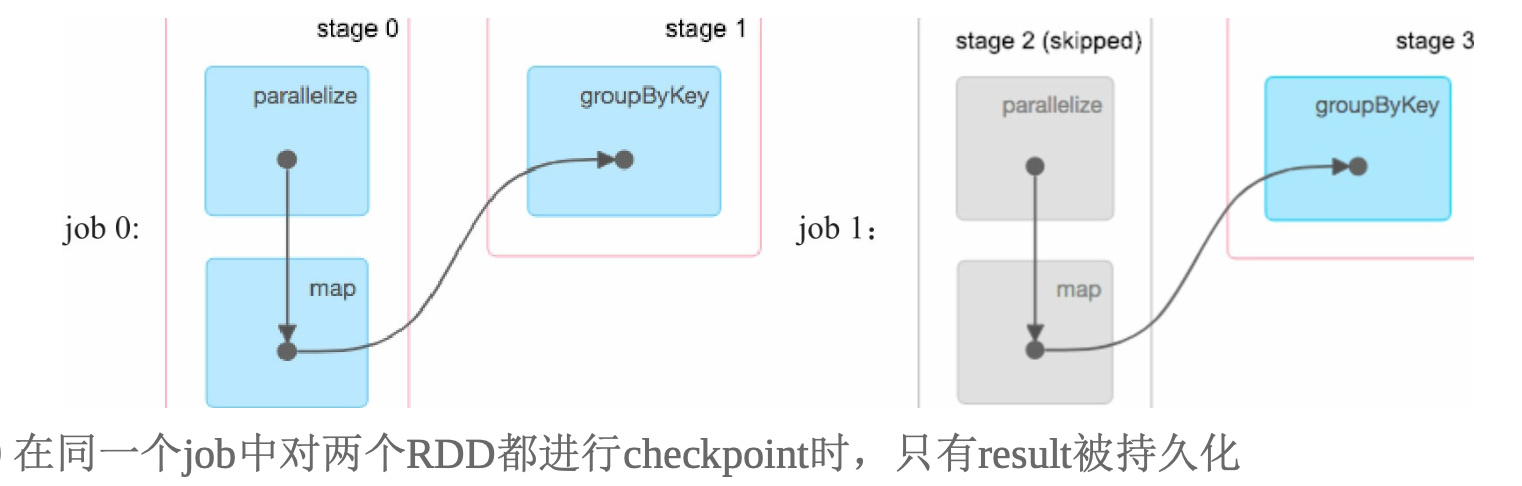 stage 0
stage 1
parallelize
groupByKey
map
job 0:
stage 2 (skipped)
stage 3
parallelize
groupByKey
map
job 1：
) 在同一个job中对两个RDD都进行checkpoint时，只有result被持久化